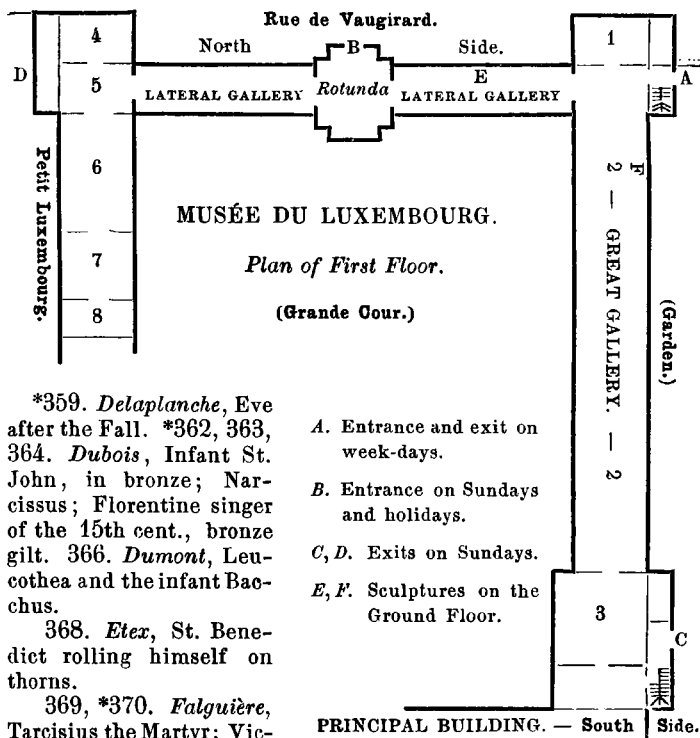 Rue de Vaugirard.
4
North
B
Side.
1
D
5
LATERAL GALLERY
Rotunda
E
LATERAL GALLERY
A
6
F
2 — GREAT GALLERY. — 2
MUSÉE DU LUXEMBOURG.
Petit Luxembourg.
7
Plan of First Floor.
8
(Grande Cour.)
(Garden.)
*359. Delaplanche, Eve
after the Fall. *362, 363,
364. Dubois, Infant St.
John, in bronze; Nar-
cissus; Florentine singer
of the 15th cent., bronze
gilt. 366. Dumont, Leu-
cothea and the infant Bac-
chus.
368. Etex, St. Bene-
dict rolling himself on
thorns.
369, *370. Falguière,
Tarcisius the Martyr; Vic-
A. Entrance and exit on
week-days.
B. Entrance on Sundays
and holidays.
C, D. Exits on Sundays.
E, F. Sculptures on the
Ground Floor.
3
C
PRINCIPAL BUILDING. — South Side.